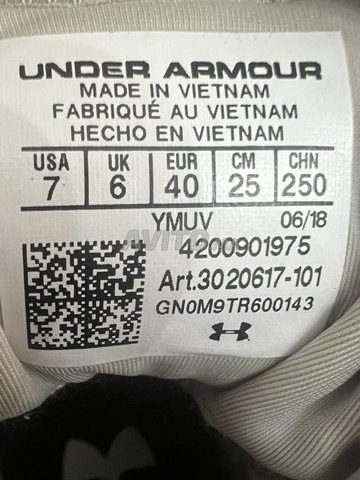 UNDER ARMOUR
MADE IN VIETNAM
FABRIQUÉ AU VIETNAM
HECHO EN VIETNAM
USA UK EUR CM CHN
7 6 40 25 250
YMUV 06/18
AVITO
4200901975
Art.3020617-101
GN0M9TR600143